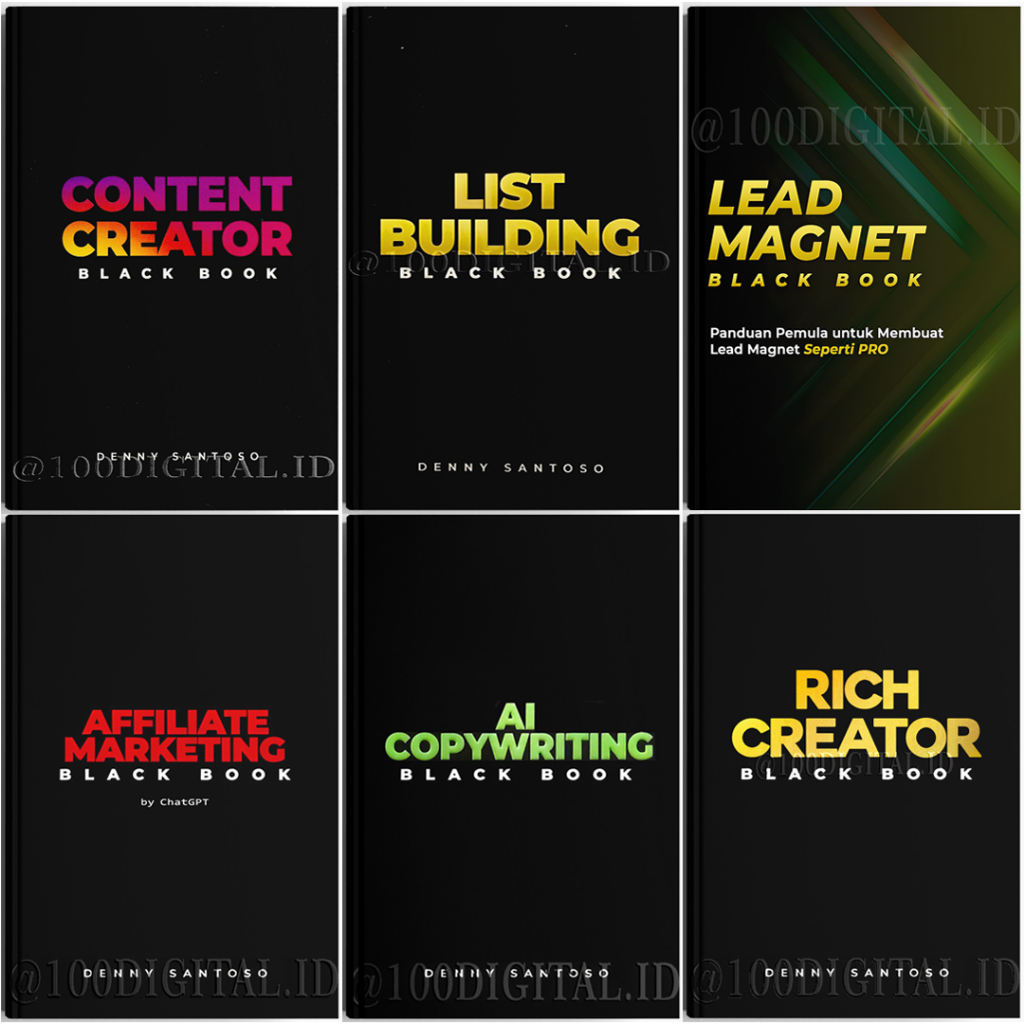 CONTENT
CREATOR
BLACK BOOK
DENNY SANTOSO
@100DIGITAL.ID
LIST
BUILDING
@100DIGITAL.ID
BLACK BOOK
DENNY SANTOSO
@100DIGITAL.ID
LEAD
MAGNET
BLACK BOOK
Panduan Pemula untuk Membuat
Lead Magnet Seperti PRO
AFFILIATE
MARKETING
BLACK BOOK
by ChatGPT
DENNY SANTOSO
@100DIGITAL.ID
AI
COPYWRITING
BLACK BOOK
DENNY SANTOSO
@100DIGITAL.ID
RICH
CREATOR
@100DIGITAL.ID
BLACK BOOK
DENNY SANTOSO
@100DIGITAL.ID